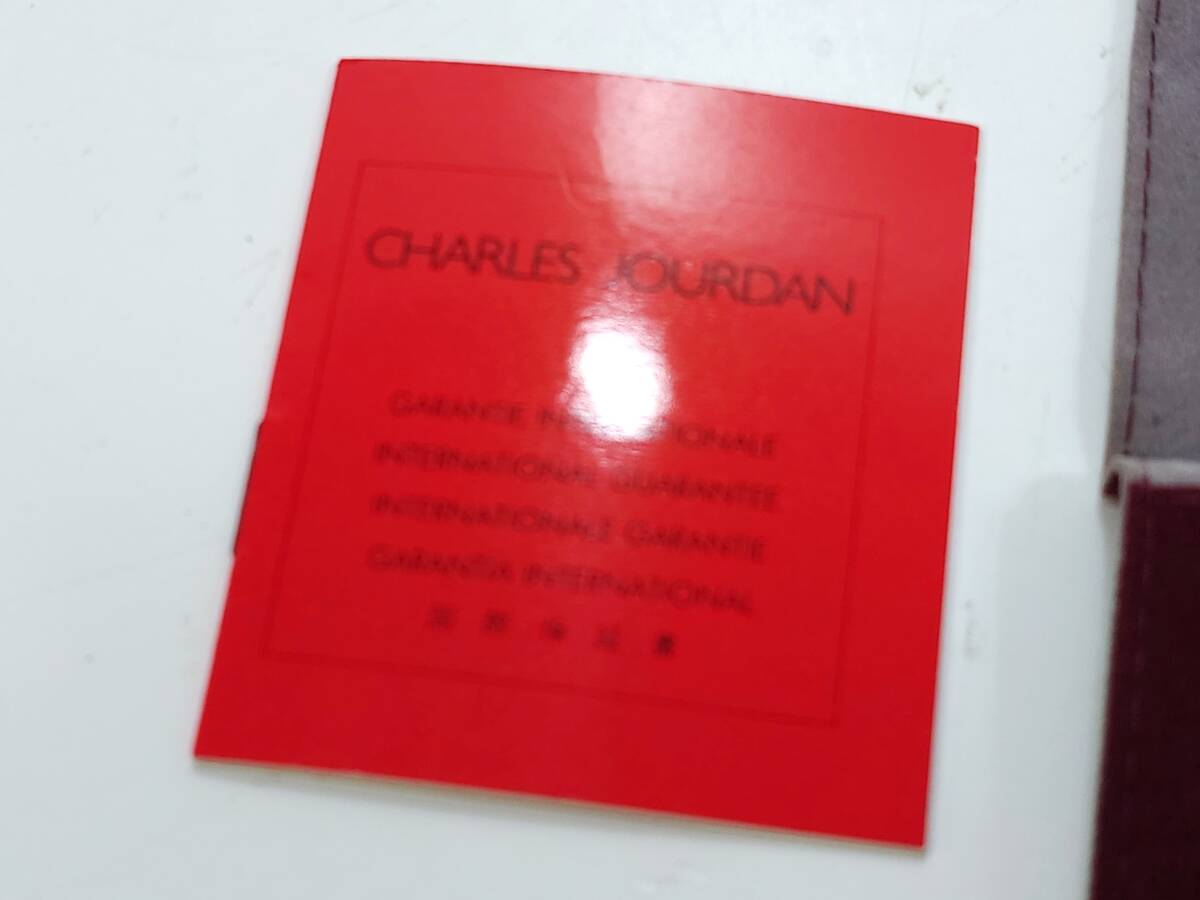 CHARLES JOURDAN
GARANTIE INTERNATIONALE
INTERNATIONAL GUARANTEE
INTERNATIONALE GARANTIE
GARANTIA INTERNATIONAL